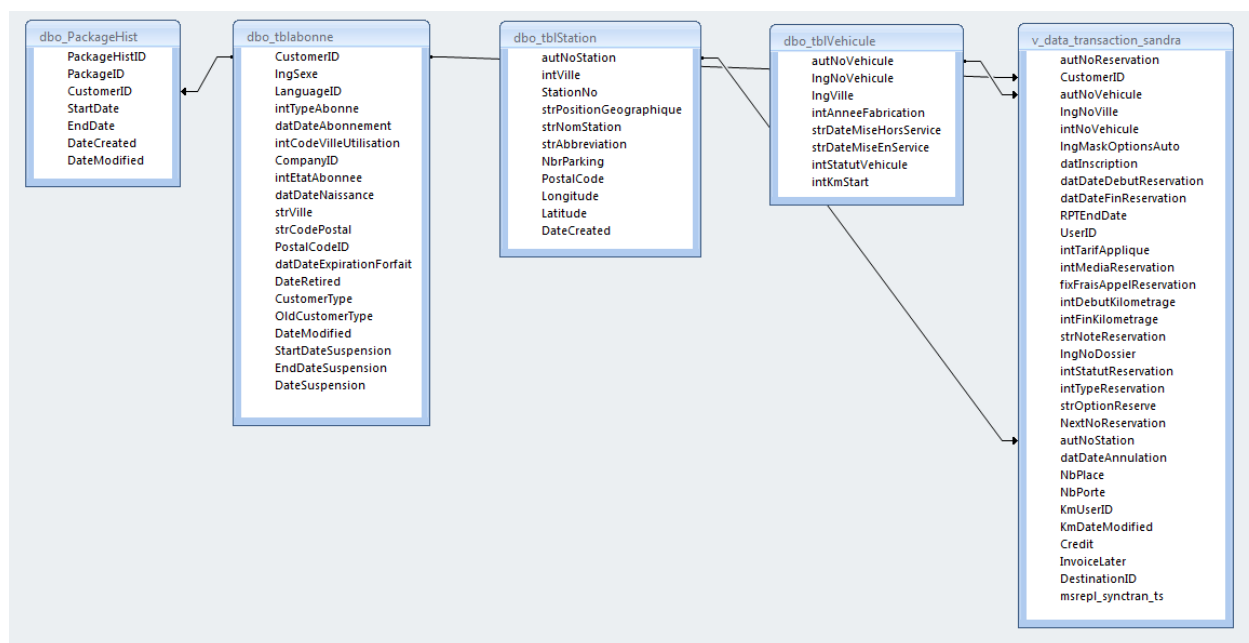 dbo_PackageHist
PackageHistID
PackageID
CustomerID
StartDate
EndDate
DateCreated
DateModified
dbo_tblabonne
CustomerID
lngSexe
LanguageID
intTypeAbonne
datDateAbonnement
intCodeVilleUtilisation
CompanyID
intEtatAbonnee
datDateNaissance
strVille
strCodePostal
PostalCodeID
datDateExpirationForfait
DateRetired
CustomerType
OldCustomerType
DateModified
StartDateSuspension
EndDateSuspension
DateSuspension
dbo_tblStation
autNoStation
intVille
StationNo
strPositionGeographique
strNomStation
strAbbreviation
NbrParking
PostalCode
Longitude
Latitude
DateCreated
dbo_tblVehicule
autNoVehicule
lngNoVehicule
lngVille
intAnneeFabrication
strDateMiseHorsService
strDateMiseEnService
intStatutVehicule
intKmStart
v_data_transaction_sandra
autNoReservation
CustomerID
autNoVehicule
lngNoVille
intNoVehicule
lngMaskOptionsAuto
datInscription
datDateDebutReservation
datDateFinReservation
RPTEndDate
UserID
intTarifApplique
intMediaReservation
fixFraisAppelReservation
intDebutKilometrage
intFinKilometrage
strNoteReservation
lngNoDossier
intStatutReservation
intTypeReservation
strOptionReserve
NextNoReservation
autNoStation
datDateAnnulation
NbPlace
NbPorte
KmUserID
KmDateModified
Credit
InvoiceLater
DestinationID
msrepl_synctran_ts